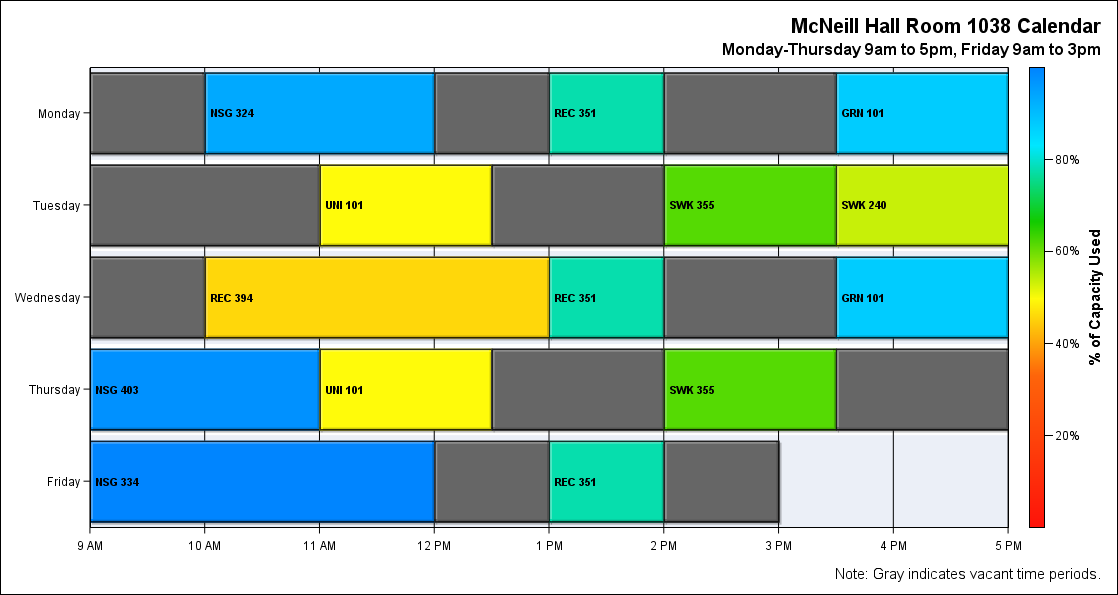 McNeill Hall Room 1038 Calendar
Monday-Thursday 9am to 5pm, Friday 9am to 3pm
Monday
NSG 324
REC 351
GRN 101
Tuesday
UNI 101
SWK 355
SWK 240
Wednesday
REC 394
REC 351
GRN 101
Thursday
NSG 403
UNI 101
SWK 355
Friday
NSG 334
REC 351
9 AM
10 AM
11 AM
12 PM
1 PM
2 PM
3 PM
4 PM
5 PM
80%
60%
40%
20%
% of Capacity Used
Note: Gray indicates vacant time periods.